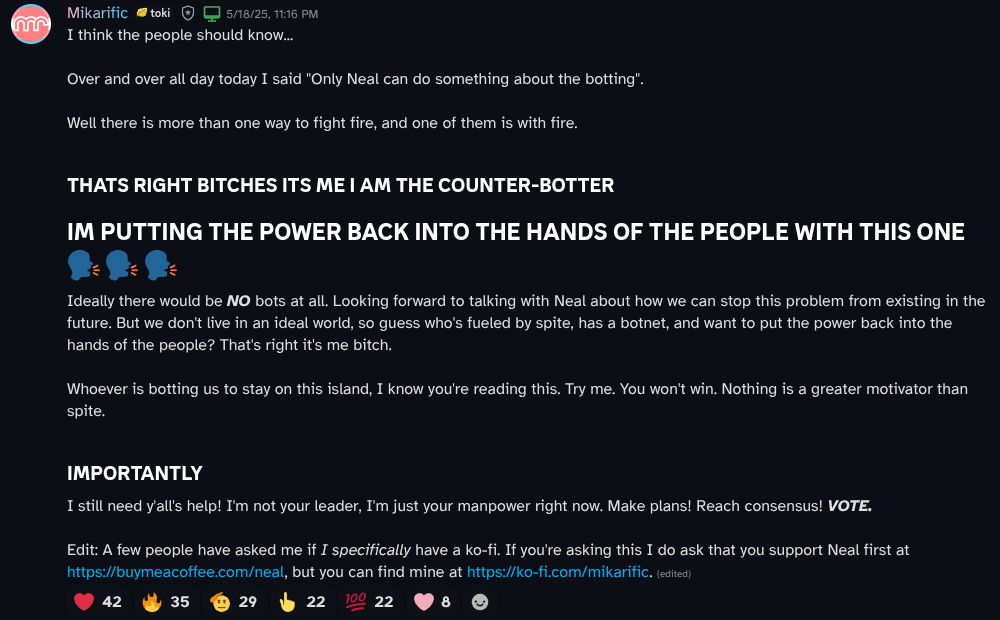 Mikarific toki 5/18/25, 11:16 PM
I think the people should know...
Over and over all day today I said "Only Neal can do something about the botting".
Well there is more than one way to fight fire, and one of them is with fire.
THATS RIGHT BITCHES ITS ME I AM THE COUNTER-BOTTER
IM PUTTING THE POWER BACK INTO THE HANDS OF THE PEOPLE WITH THIS ONE
🗣️🗣️🗣️
Ideally there would be NO bots at all. Looking forward to talking with Neal about how we can stop this problem from existing in the
future. But we don't live in an ideal world, so guess who's fueled by spite, has a botnet, and want to put the power back into the
hands of the people? That's right it's me bitch.
Whoever is botting us to stay on this island, I know you're reading this. Try me. You won't win. Nothing is a greater motivator than
spite.
IMPORTANTLY
I still need y'all's help! I'm not your leader, I'm just your manpower right now. Make plans! Reach consensus! VOTE.
Edit: A few people have asked me if I specifically have a ko-fi. If you're asking this I do ask that you support Neal first at
https://buymeacoffee.com/neal, but you can find mine at https://ko-fi.com/mikarific. (edited)
❤️ 42 🔥 35 🫡 29 👆 22 💯 22 🩷 8